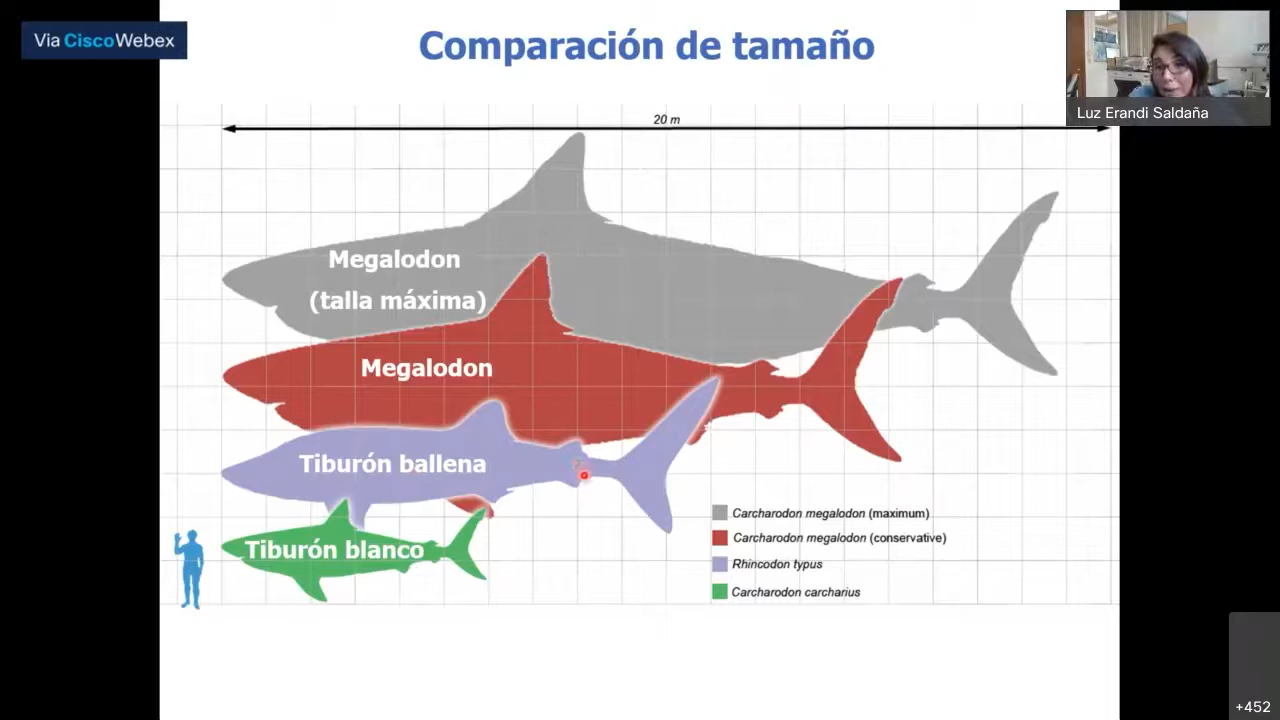 Via CiscoWebex
Comparación de tamaño
Luz Erandi Saldaña
20 m
Megalodon
(talla máxima)
Megalodon
Tiburón ballena
Tiburón blanco
Carcharodon megalodon (maximum)
Carcharodon megalodon (conservative)
Rhincodon typus
Carcharodon carcharius
+452